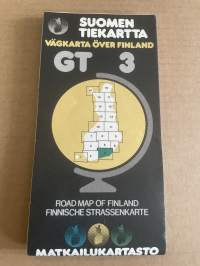 SUOMEN
TIEKARTTA
VÄGKARTA ÖVER FINLAND
GT 3
ROAD MAP OF FINLAND
FINNISCHE STRASSENKARTE
MATKAILUKARTASTO